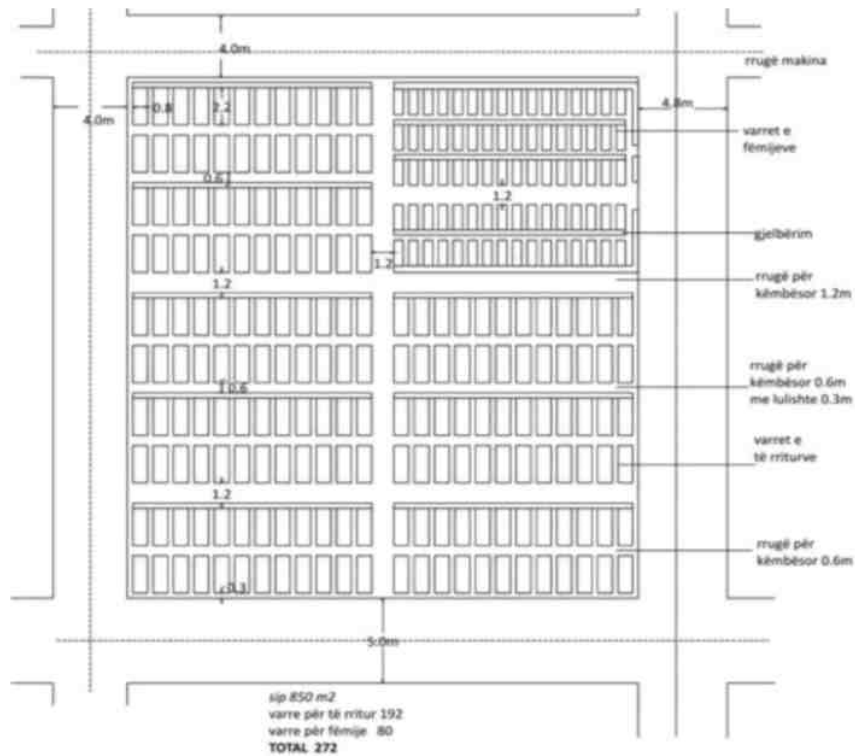 4.0m
rrugë makina
0.8
2.2
4.8m
4.0m
varret e
fëmijeve
0.6
1.2
gjelbërim
1.2
rrugë për
këmbësor 1.2m
1.2
rrugë për
këmbësor 0.6m
me lulishte 0.3m
0.6
varret e
të rriturve
1.2
rrugë për
këmbësor 0.6m
0.3
5.0m
sip 850 m2
varre për të rritur 192
varre për fëmije 80
TOTAL 272